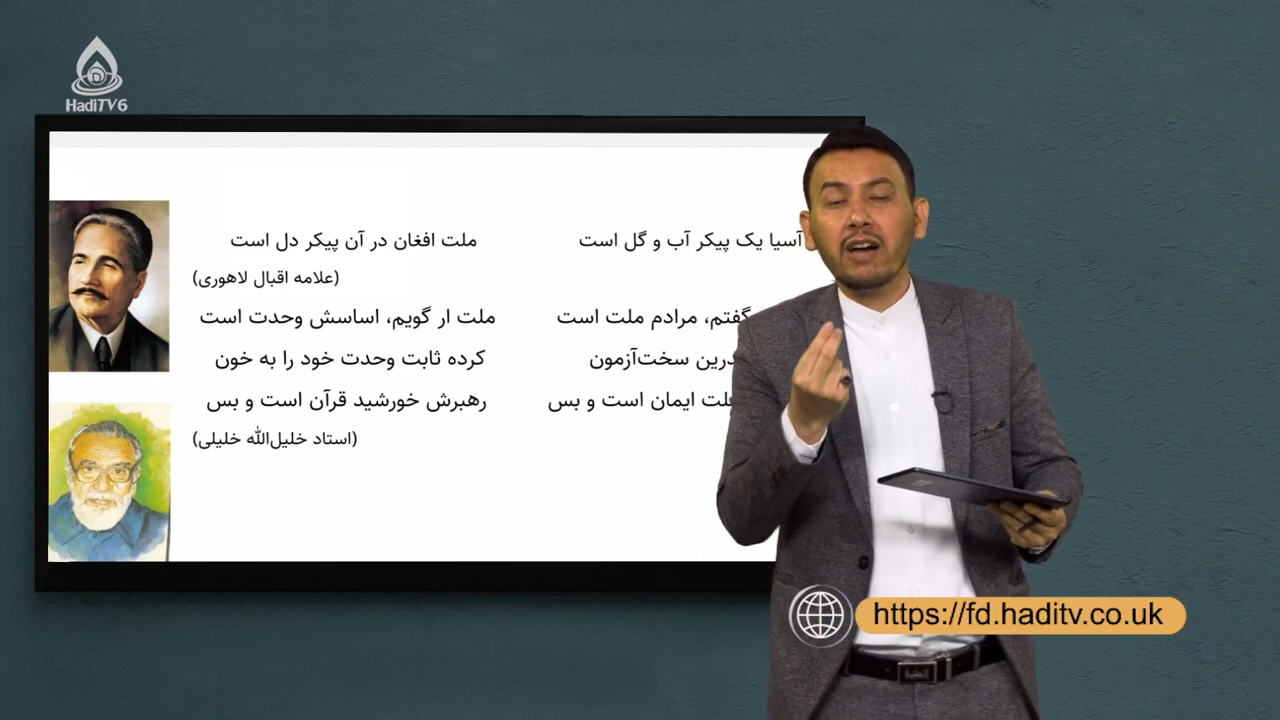 HadiTV6
آسیا یک پیکر آب و گل است ملت افغان در آن پیکر دل است
(علامه اقبال لاهوری)
گفتم، مرادم ملت است ملت ار گویم، اساسش وحدت است
سخت‌آزمون کرده ثابت وحدت خود را به خون
ایمان است و بس رهبرش خورشید قرآن است و بس
(استاد خلیل‌الله خلیلی)
https://fd.haditv.co.uk